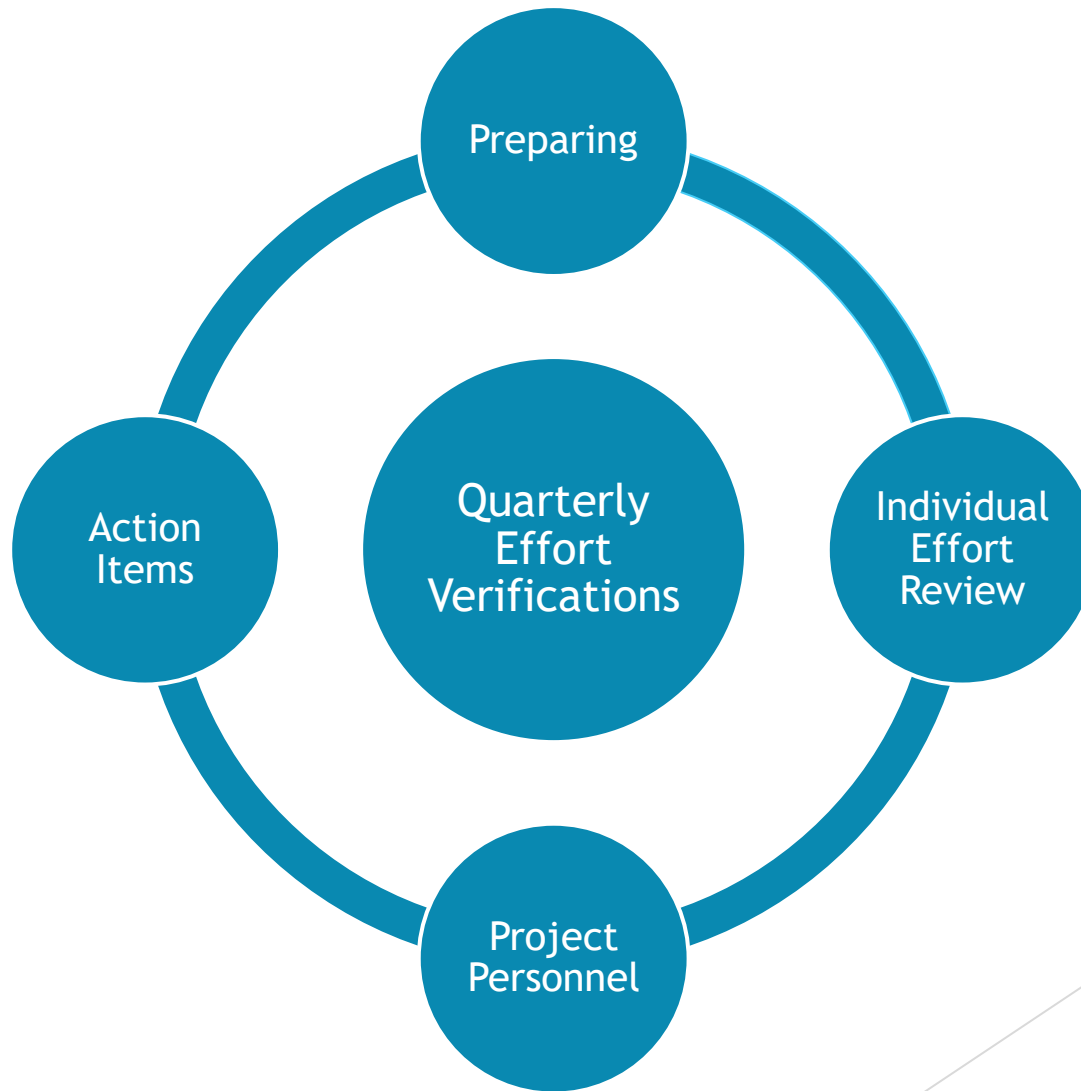 Preparing
Quarterly
Effort
Verifications
Individual
Effort
Review
Project
Personnel
Action
Items